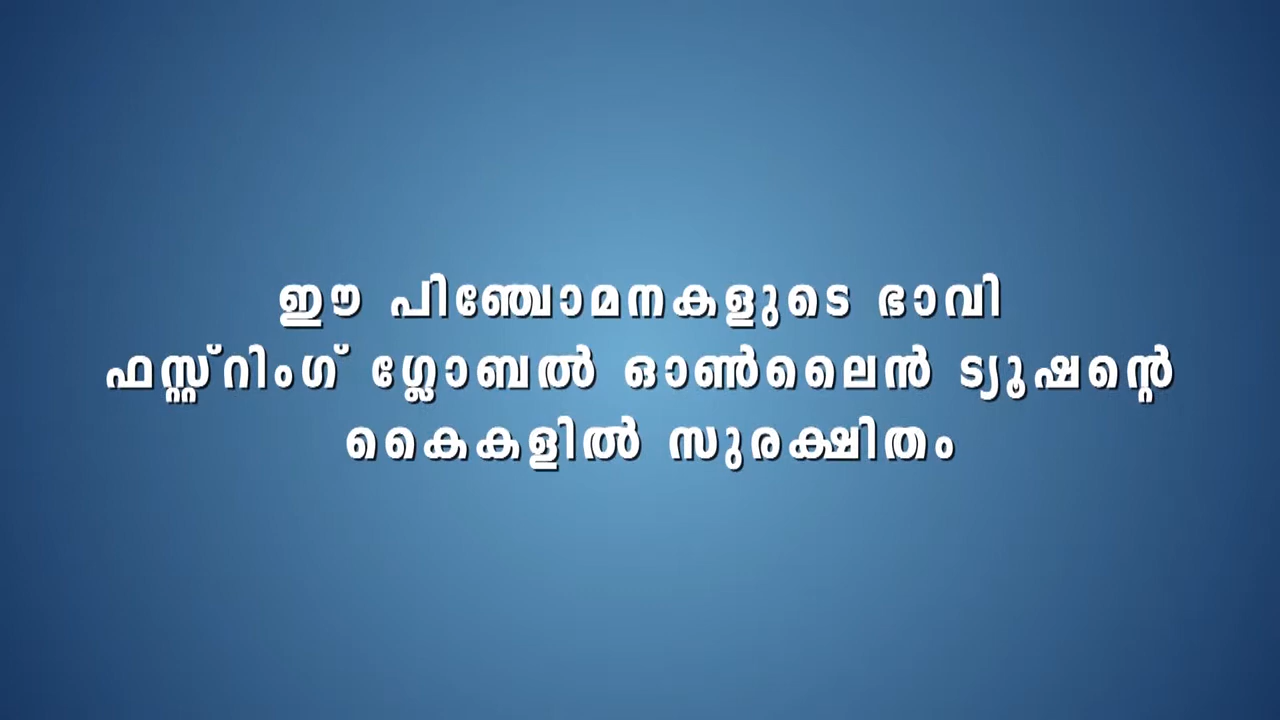 ഈ പിഞ്ചോമനകളുടെ ഭാവി
ഫസ്റ്റ്റിംഗ് ഗ്ലോബൽ ഓൺലൈൻ ട്യൂഷന്റെ
കൈകളിൽ സുരക്ഷിതം